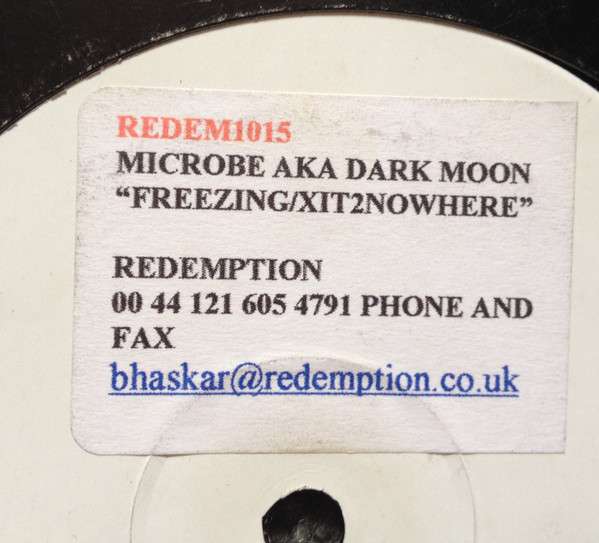 REDEM1015
MICROBE AKA DARK MOON
“FREEZING/XIT2NOWHERE”
REDEMPTION
00 44 121 605 4791 PHONE AND
FAX
bhaskar@redemption.co.uk